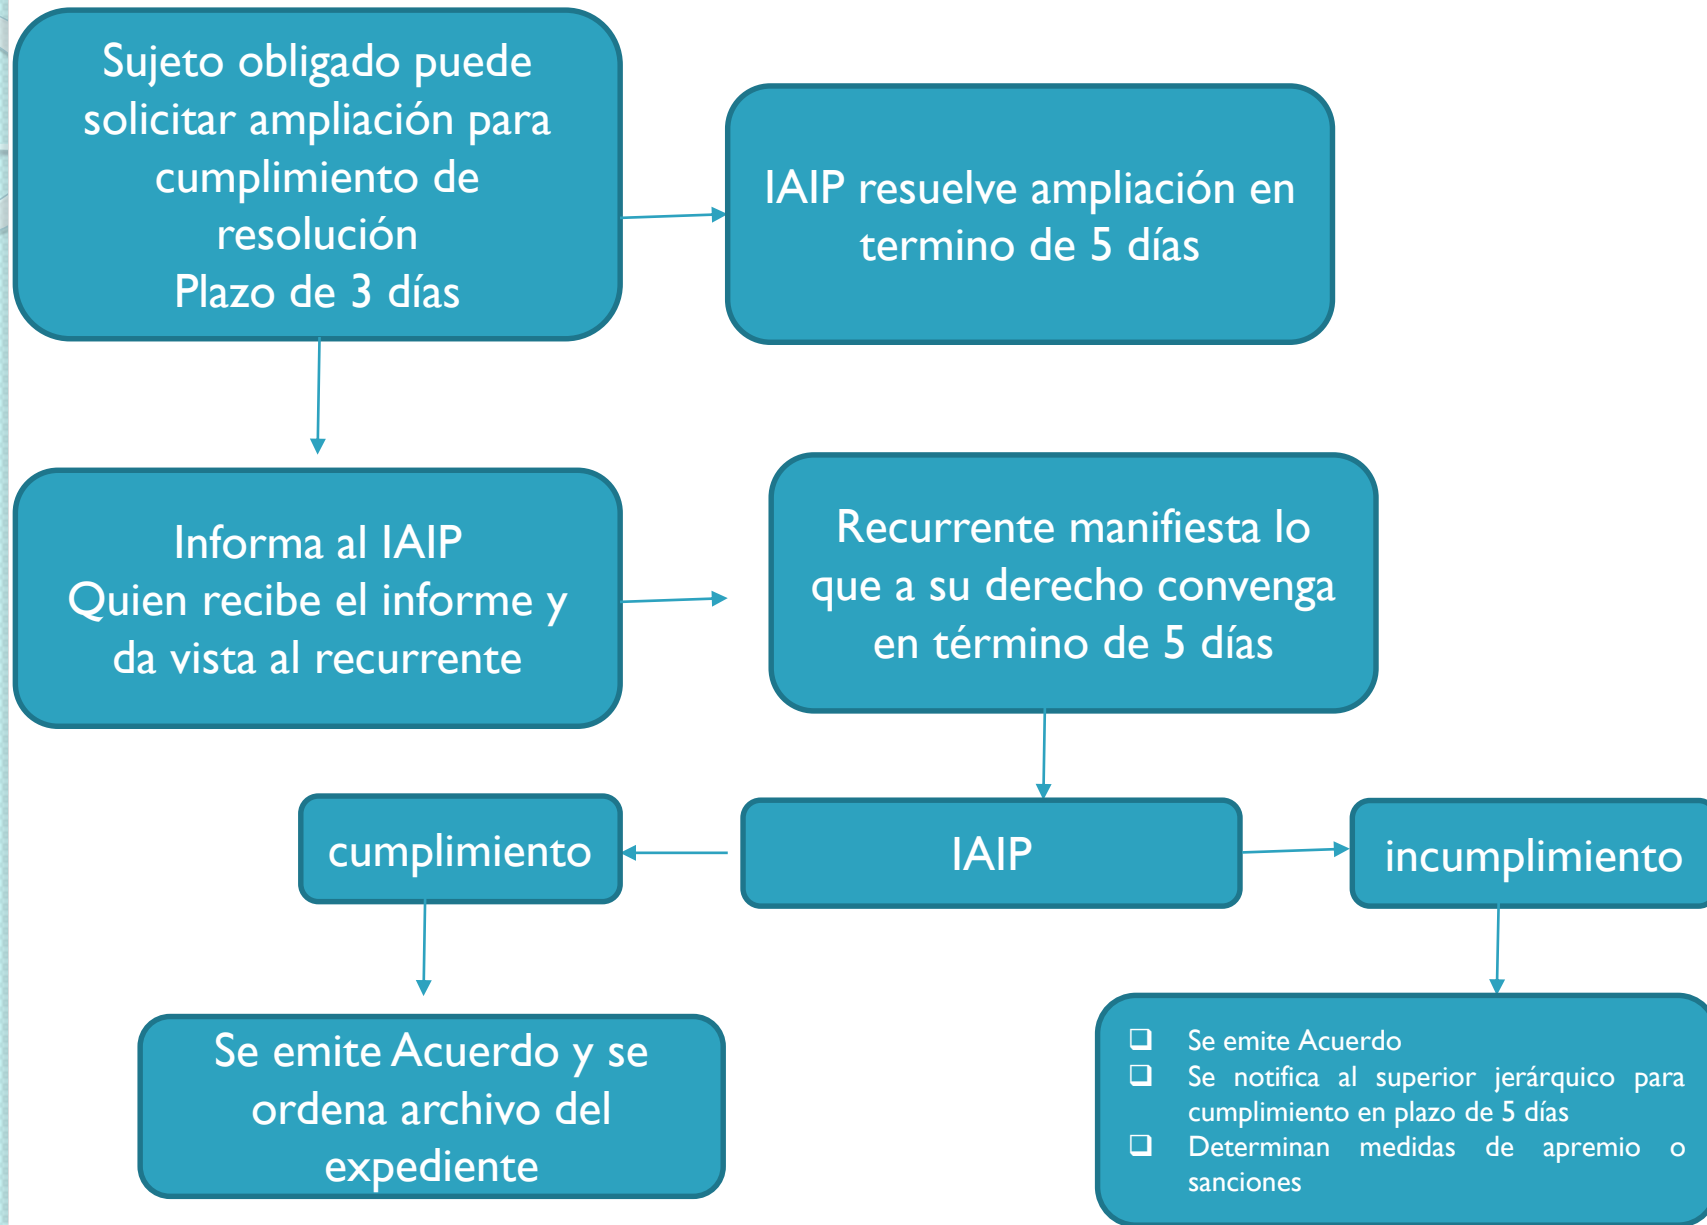 Sujeto obligado puede
solicitar ampliación para
cumplimiento de
resolución
Plazo de 3 días
IAIP resuelve ampliación en
termino de 5 días
Informa al IAIP
Quien recibe el informe y
da vista al recurrente
Recurrente manifiesta lo
que a su derecho convenga
en término de 5 días
cumplimiento
IAIP
incumplimiento
Se emite Acuerdo y se
ordena archivo del
expediente
❑ Se emite Acuerdo
❑ Se notifica al superior jerárquico para
cumplimiento en plazo de 5 días
❑ Determinan medidas de apremio o
sanciones